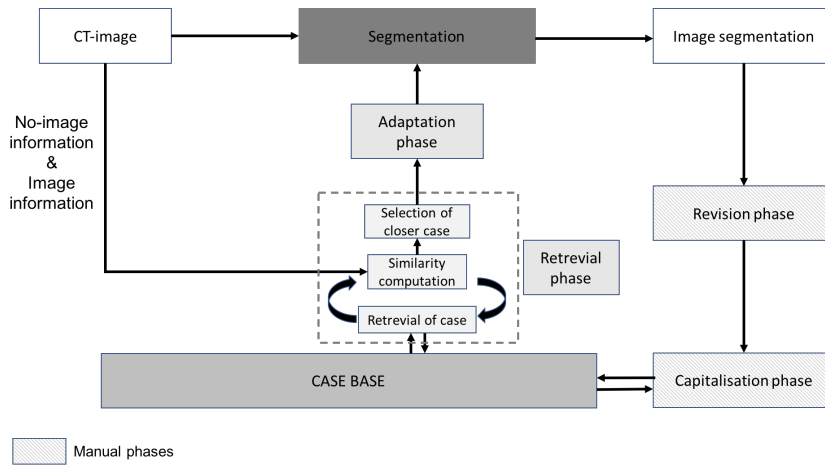 CT-image
Segmentation
Image segmentation
No-image
information
&
Image
information
Adaptation
phase
Selection of
closer case
Similarity
computation
Retrevial of case
Retrevial
phase
Revision phase
CASE BASE
Capitalisation phase
Manual phases